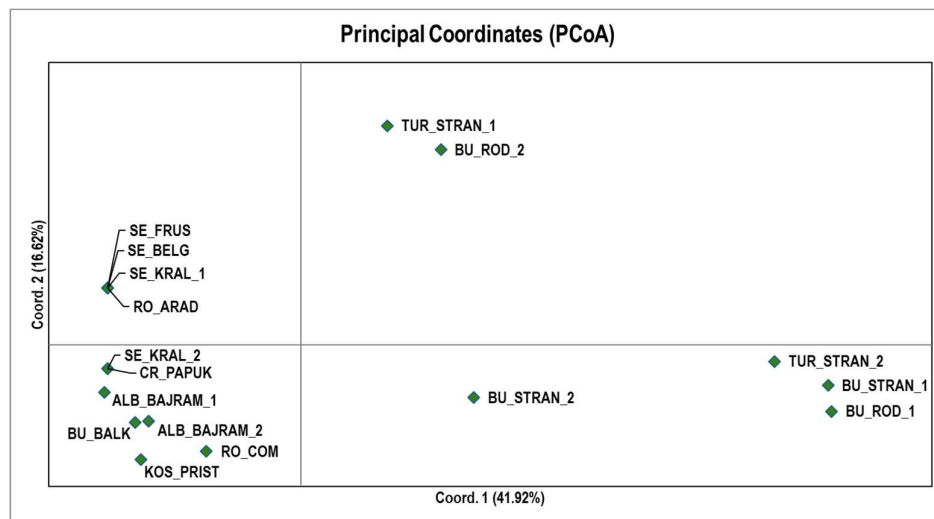 Principal Coordinates (PCoA)
TUR_STRAN_1
BU_ROD_2
SE_FRUS
SE_BELG
SE_KRAL_1
RO_ARAD
Coord. 2 (16.62%)
SE_KRAL_2
CR_PAPUK
TUR_STRAN_2
ALB_BAJRAM_1
BU_STRAN_2
BU_STRAN_1
BU_BALK
ALB_BAJRAM_2
BU_ROD_1
RO_COM
KOS_PRIST
Coord. 1 (41.92%)